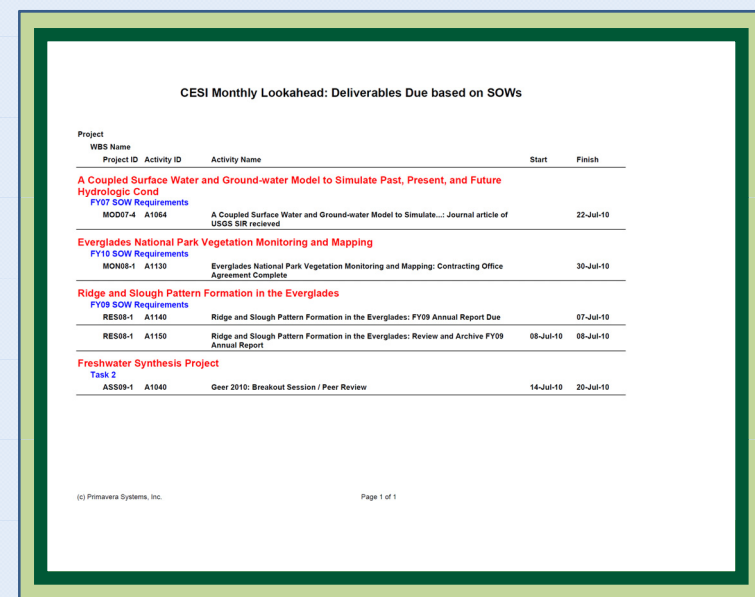 CESI Monthly Lookahead: Deliverables Due based on SOWs
Project
WBS Name
Project ID Activity ID Activity Name Start Finish
A Coupled Surface Water and Ground-water Model to Simulate Past, Present, and Future
Hydrologic Cond
FY07 SOW Requirements
MOD07-4 A1064 A Coupled Surface Water and Ground-water Model to Simulate...: Journal article of 22-Jul-10
USGS SIR recieved
Everglades National Park Vegetation Monitoring and Mapping
FY10 SOW Requirements
MON08-1 A1130 Everglades National Park Vegetation Monitoring and Mapping: Contracting Office 30-Jul-10
Agreement Complete
Ridge and Slough Pattern Formation in the Everglades
FY09 SOW Requirements
RES08-1 A1140 Ridge and Slough Pattern Formation in the Everglades: FY09 Annual Report Due 07-Jul-10
RES08-1 A1150 Ridge and Slough Pattern Formation in the Everglades: Review and Archive FY09 08-Jul-10 08-Jul-10
Annual Report
Freshwater Synthesis Project
Task 2
ASS09-1 A1040 Geer 2010: Breakout Session / Peer Review 14-Jul-10 20-Jul-10
(c) Primavera Systems, Inc. Page 1 of 1